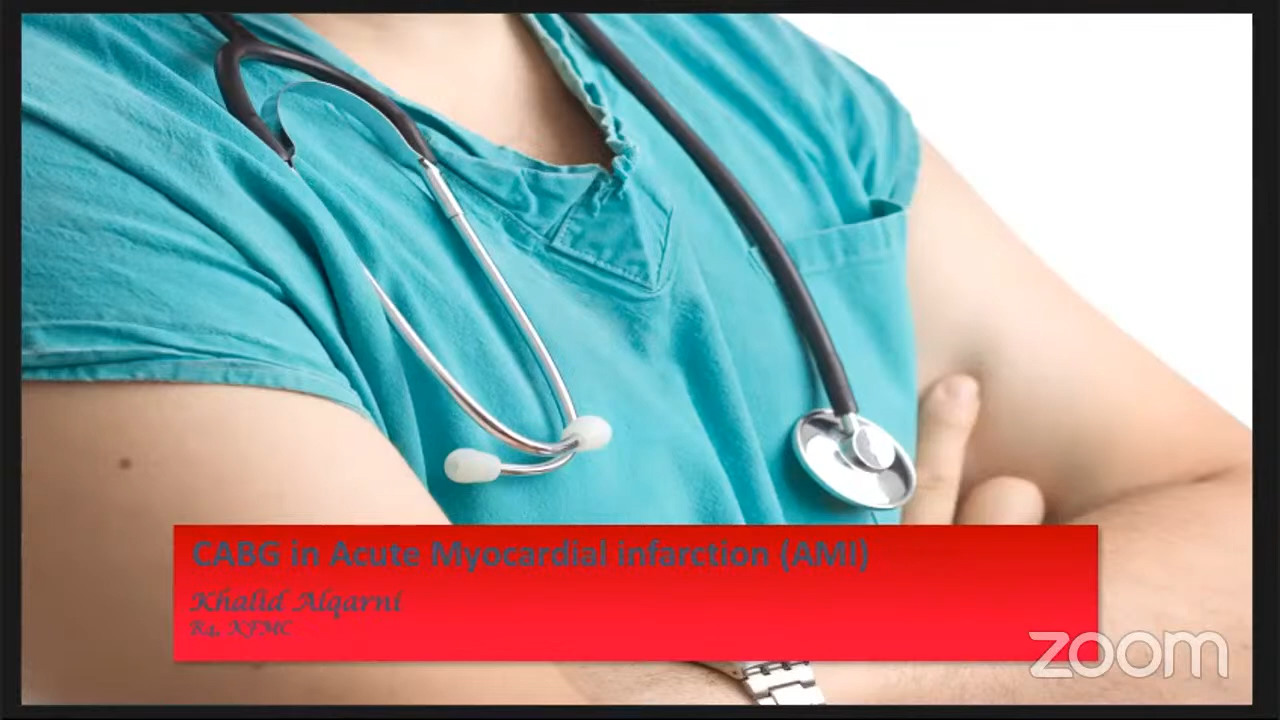 CABG in Acute Myocardial infarction (AMI)
Khalid Alqarni
R4, KFMC
zoom